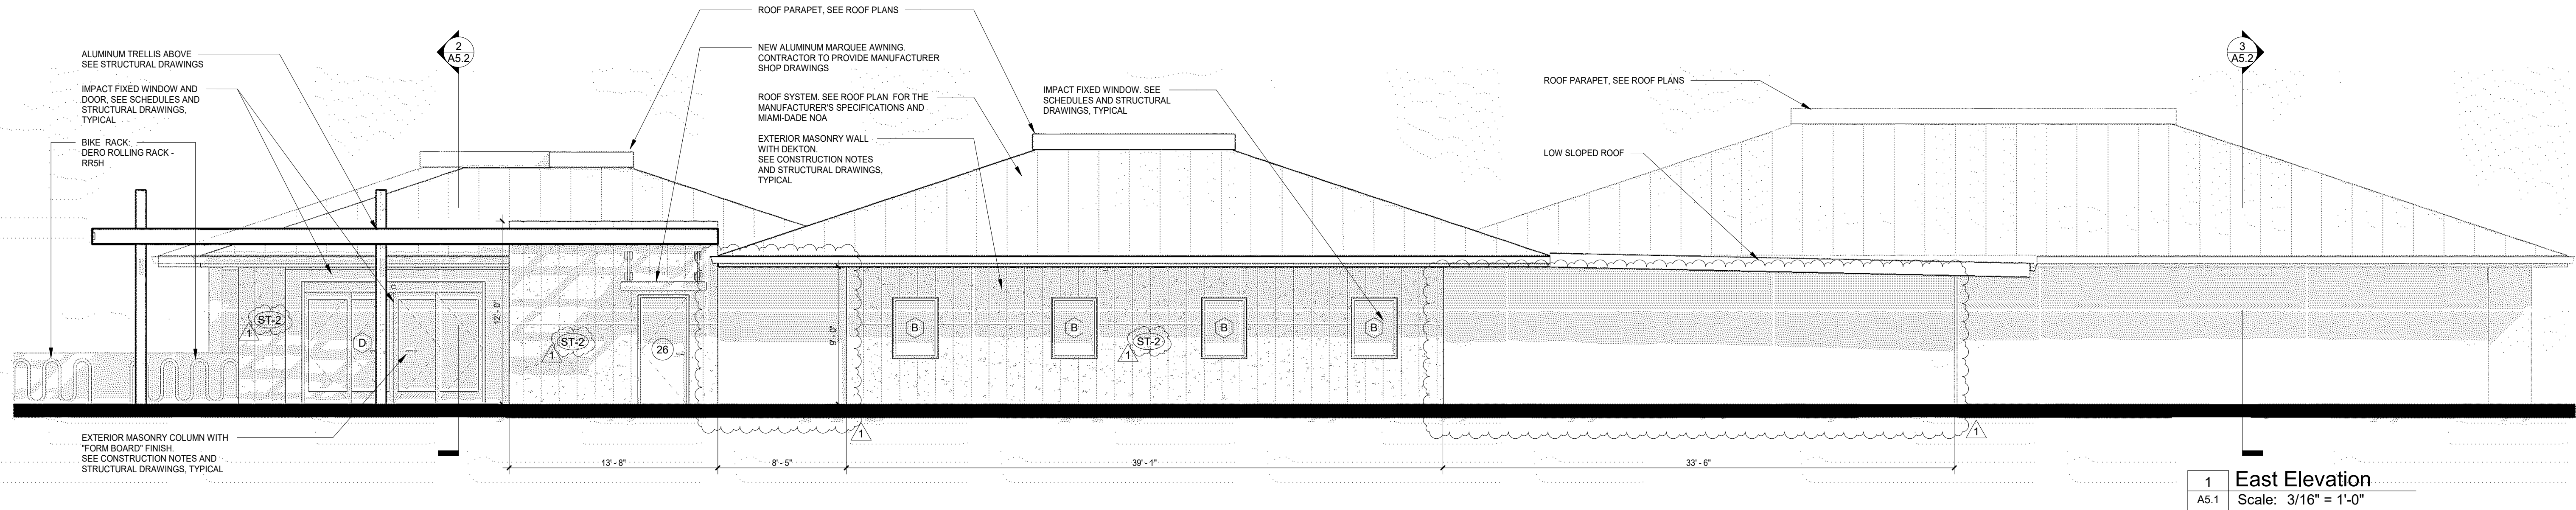 ROOF PARAPET, SEE ROOF PLANS
2
A5.2
ALUMINUM TRELLIS ABOVE
SEE STRUCTURAL DRAWINGS
NEW ALUMINUM MARQUEE AWNING.
CONTRACTOR TO PROVIDE MANUFACTURER
SHOP DRAWINGS
3
A5.2
IMPACT FIXED WINDOW AND
DOOR, SEE SCHEDULES AND
STRUCTURAL DRAWINGS,
TYPICAL
ROOF SYSTEM. SEE ROOF PLAN FOR THE
MANUFACTURER'S SPECIFICATIONS AND
MIAMI-DADE NOA
IMPACT FIXED WINDOW. SEE
SCHEDULES AND STRUCTURAL
DRAWINGS, TYPICAL
ROOF PARAPET, SEE ROOF PLANS
BIKE RACK:
DERO ROLLING RACK -
RR5H
EXTERIOR MASONRY WALL
WITH DEKTON.
SEE CONSTRUCTION NOTES
AND STRUCTURAL DRAWINGS,
TYPICAL
LOW SLOPED ROOF
12' - 0"
9' - 0"
ST-2
1
D
ST-2
1
26
B
B
ST-2
1
B
B
EXTERIOR MASONRY COLUMN WITH
"FORM BOARD" FINISH.
SEE CONSTRUCTION NOTES AND
STRUCTURAL DRAWINGS, TYPICAL
1
1
13' - 8"
8' - 5"
39' - 1"
33' - 6"
1
A5.1
East Elevation
Scale: 3/16" = 1'-0"